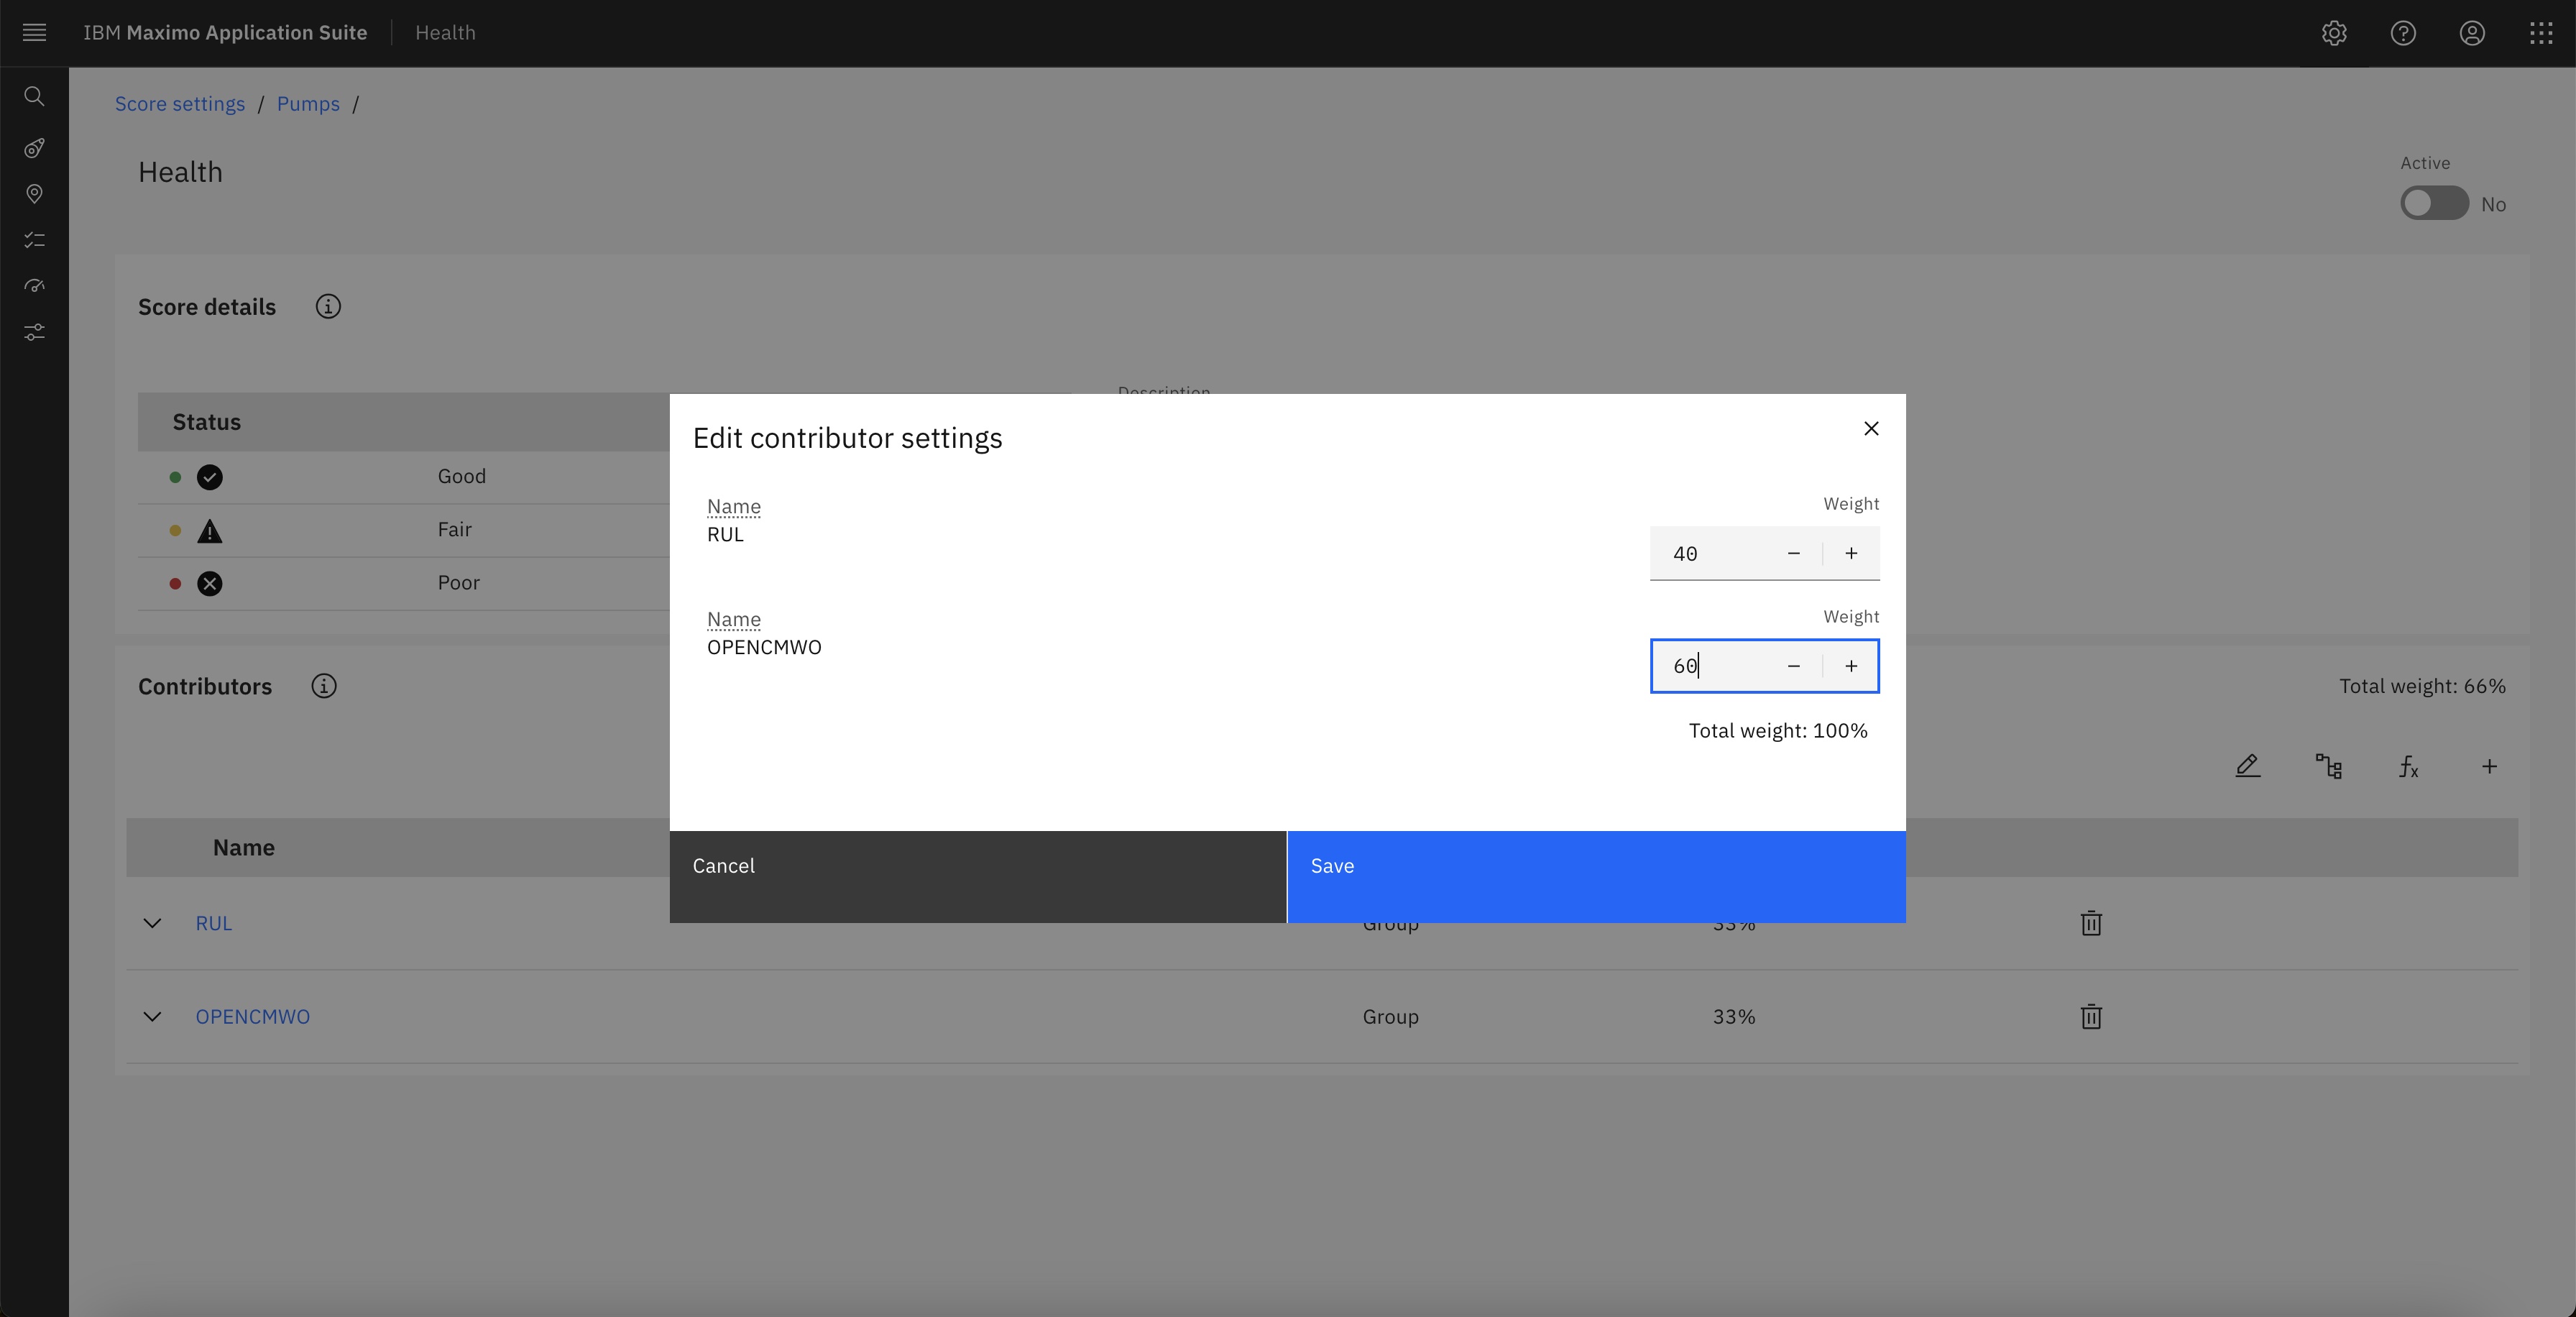 IBM Maximo Application Suite
Health
Score settings / Pumps /
Health
Active
No
Score details
Description
Status
Good
Fair
Poor
Edit contributor settings
Name
RUL
Weight
40
Name
OPENCMWO
Weight
60
Total weight: 100%
Cancel
Save
Contributors
Total weight: 66%
Name
RUL
Group
33%
OPENCMWO
Group
33%